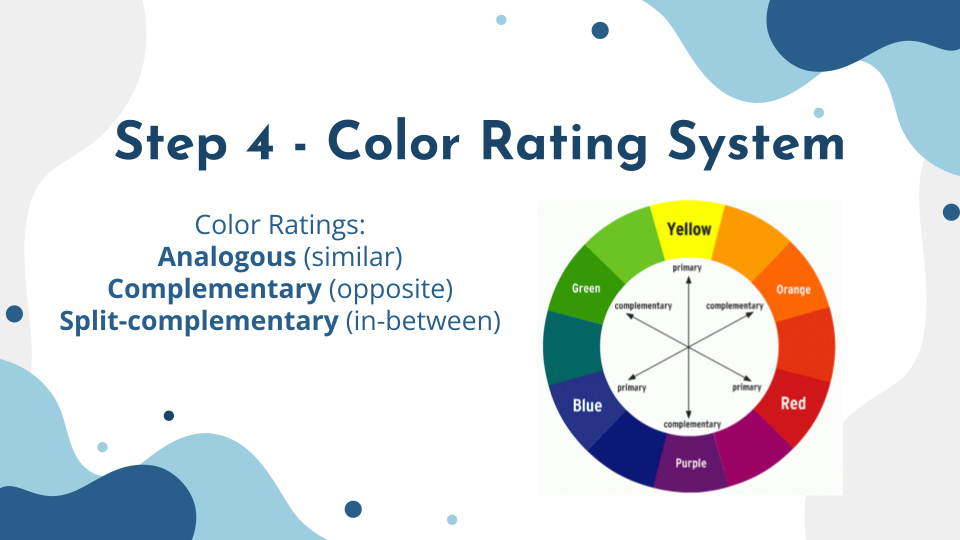 Step 4 - Color Rating System
Color Ratings:
Analogous (similar)
Complementary (opposite)
Split-complementary (in-between)
Yellow
primary
Green
Orange
complementary
complementary
primary
primary
Blue
Red
complementary
Purple